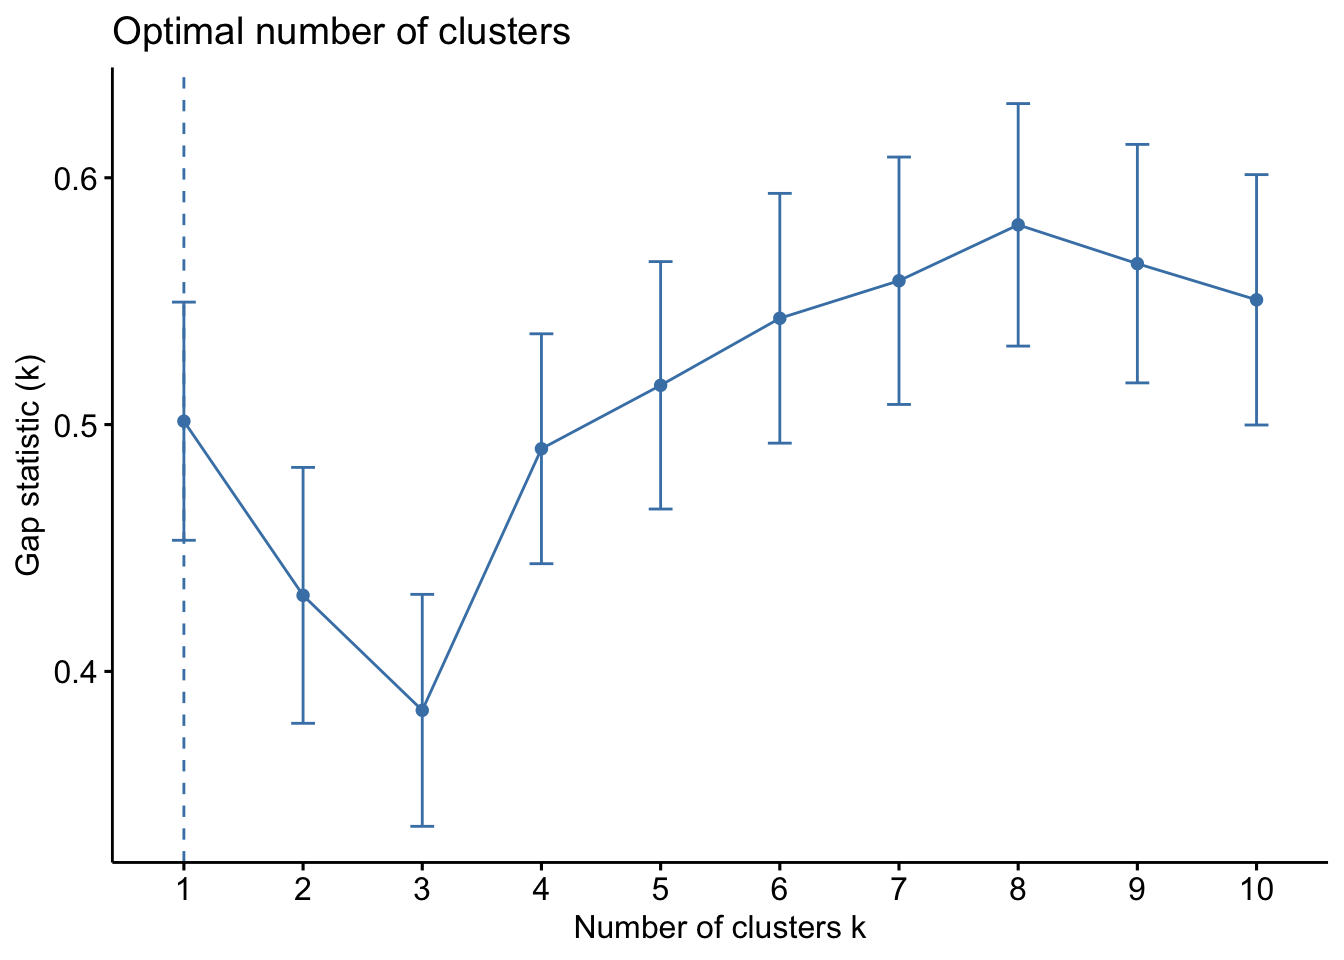 Optimal number of clusters
Gap statistic (k)
0.6
0.5
0.4
1 2 3 4 5 6 7 8 9 10
Number of clusters k